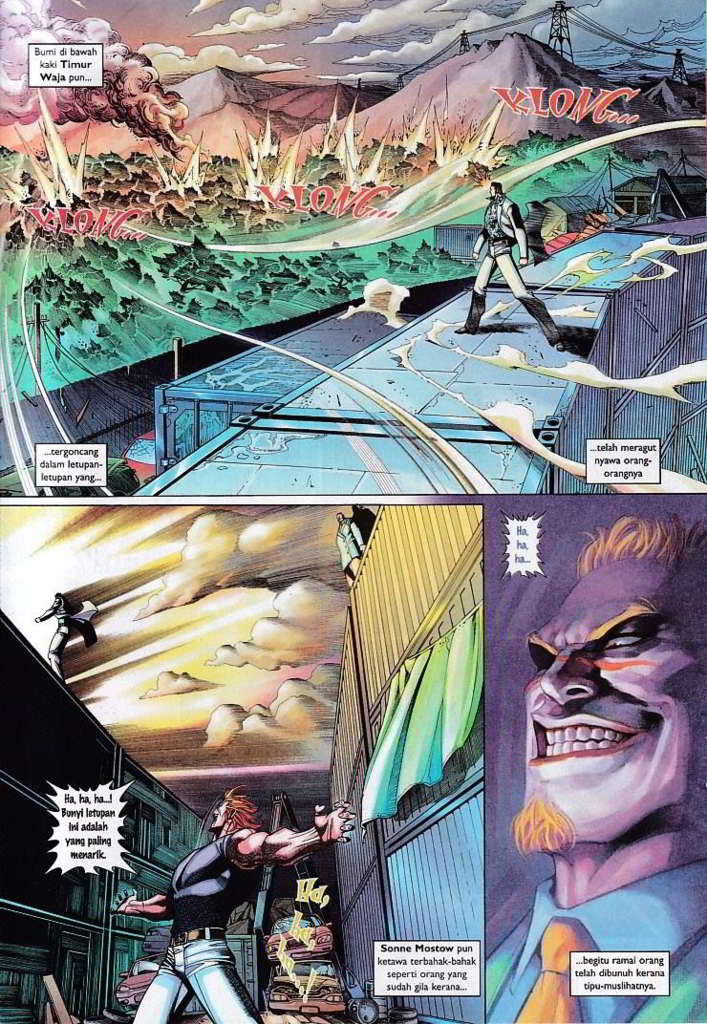 Bumi di bawah
kaki Timur
Waja pun...
KLONG...
KLONG...
KLONG...
...tergoncang
dalam letupan-
letupan yang...
...telah meragut
nyawa orang-
orangnya
Ha, ha, ha...!
Bunyi letupan
ini adalah
yang paling
menarik.
Ha,
ha,
ha..!
Sonne Mostow pun
ketawa terbahak-bahak
seperti orang yang
sudah gila kerana...
Ha,
ha,
ha...
...begitu ramai orang
telah dibunuh kerana
tipu-muslihatnya.